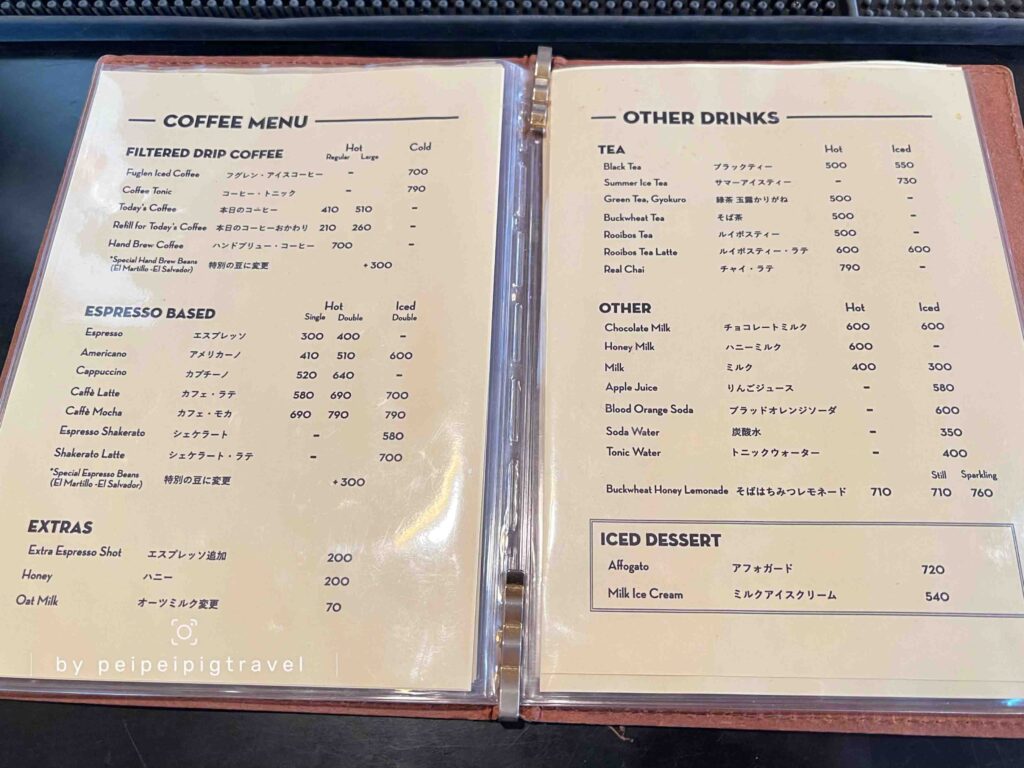 COFFEE MENU
FILTERED DRIP COFFEE Hot Cold
Regular Large
Fuglen Iced Coffee フグレン・アイスコーヒー - 700
Coffee Tonic コーヒー・トニック - 790
Today's Coffee 本日のコーヒー 410 510 -
Refill for Today's Coffee 本日のコーヒーおかわり 210 260 -
Hand Brew Coffee ハンドブリュー・コーヒー 700 -
*Special Hand Brew Beans
(El Martillo -El Salvador) 特別の豆に変更 +300
ESPRESSO BASED Hot Iced
Single Double Double
Espresso エスプレッソ 300 400 -
Americano アメリカーノ 410 510 600
Cappuccino カプチーノ 520 640 -
Caffè Latte カフェ・ラテ 580 690 700
Caffè Mocha カフェ・モカ 690 790 790
Espresso Shakerato シェケラート - 580
Shakerato Latte シェケラート・ラテ - 700
*Special Espresso Beans
(El Martillo -El Salvador) 特別の豆に変更 +300
EXTRAS
Extra Espresso Shot エスプレッソ追加 200
Honey ハニー 200
Oat Milk オーツミルク変更 70
by peipeipigtravel
OTHER DRINKS
TEA Hot Iced
Black Tea ブラックティー 500 550
Summer Ice Tea サマーアイスティー - 730
Green Tea, Gyokuro 緑茶 玉露かりがね 500 -
Buckwheat Tea そば茶 500 -
Rooibos Tea ルイボスティー 500 -
Rooibos Tea Latte ルイボスティー・ラテ 600 600
Real Chai チャイ・ラテ 790 -
OTHER Hot Iced
Chocolate Milk チョコレートミルク 600 600
Honey Milk ハニーミルク 600 -
Milk ミルク 400 300
Apple Juice りんごジュース - 580
Blood Orange Soda ブラッドオレンジソーダ - 600
Soda Water 炭酸水 - 350
Tonic Water トニックウォーター - 400
Still Sparkling
Buckwheat Honey Lemonade そばはちみつレモネード 710 710 760
ICED DESSERT
Affogato アフォガード 720
Milk Ice Cream ミルクアイスクリーム 540